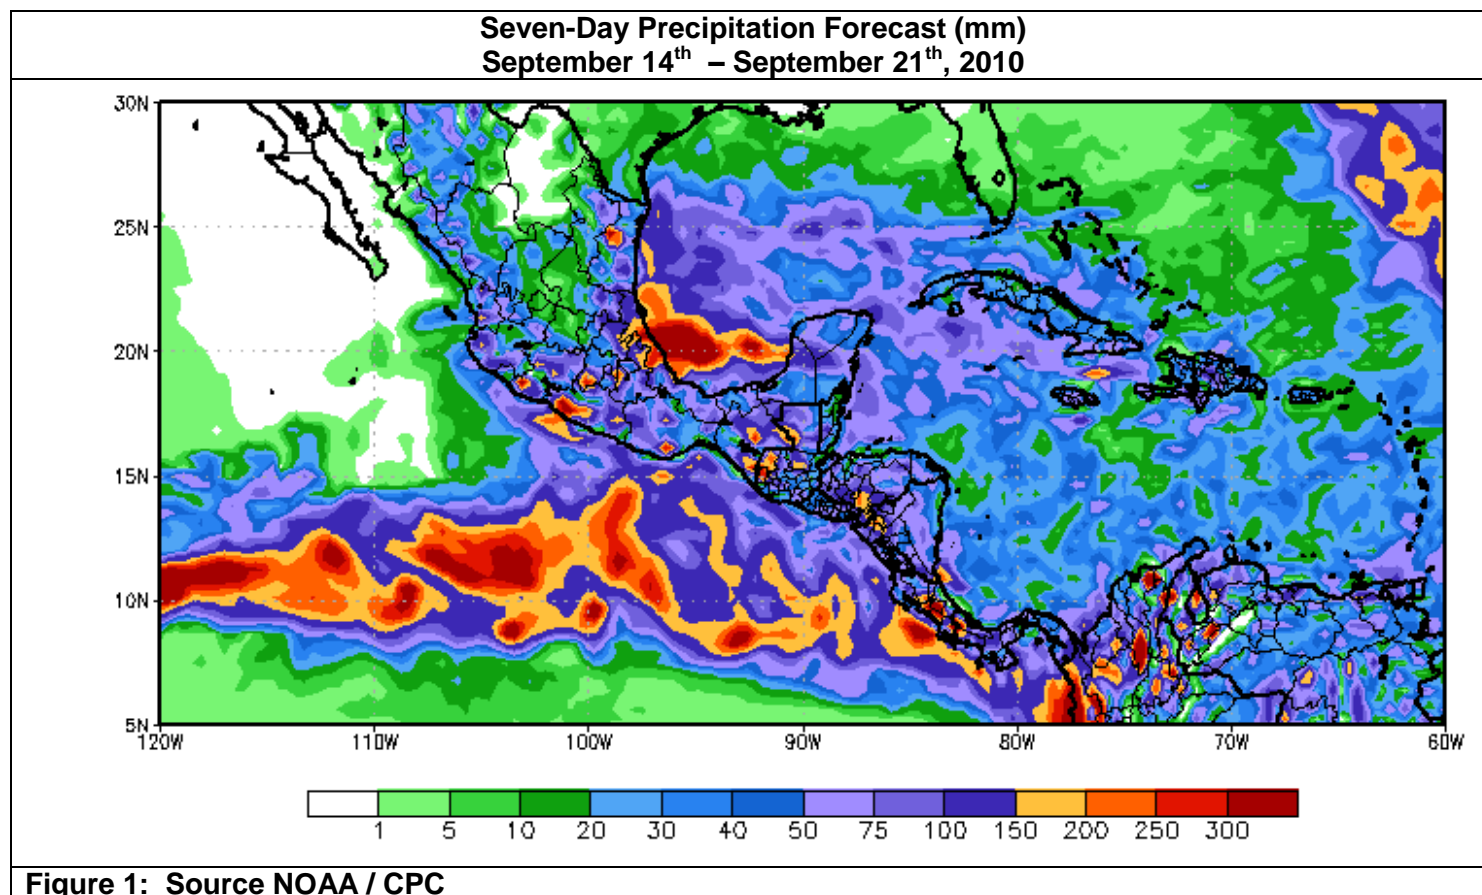 Seven-Day Precipitation Forecast (mm)
September 14th – September 21th, 2010
30N
25N
20N
15N
10N
5N
120W 110W 100W 90W 80W 70W 60W
1 5 10 20 30 40 50 75 100 150 200 250 300
Figure 1: Source NOAA / CPC